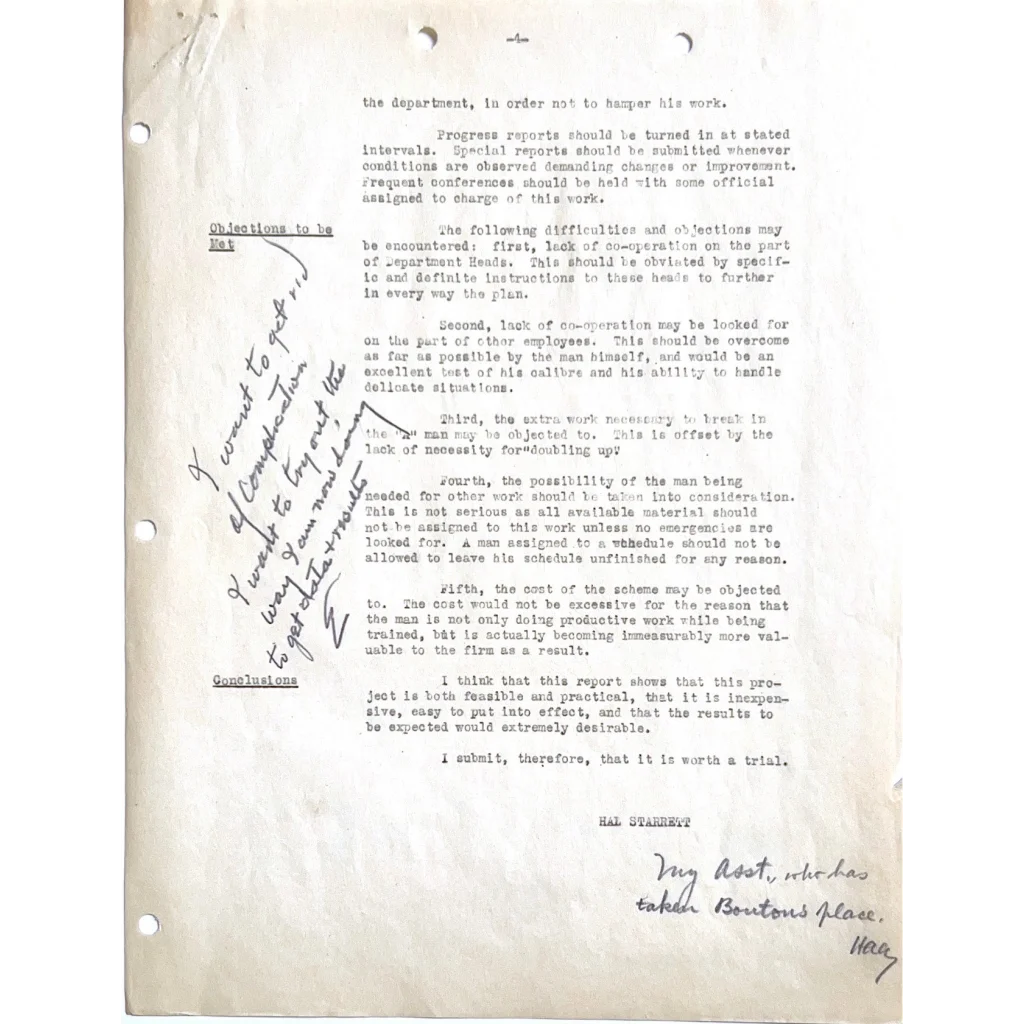 -4-
the department, in order not to hamper his work.
Progress reports should be turned in at stated
intervals. Special reports should be submitted whenever
conditions are observed demanding changes or improvement.
Frequent conferences should be held with some official
assigned to charge of this work.
Objections to be
Met
The following difficulties and objections may
be encountered: first, lack of co-operation on the part
of Department Heads. This should be obviated by specif-
ic and definite instructions to these heads to further
in every way the plan.
Second, lack of co-operation may be looked for
on the part of other employees. This should be overcome
as far as possible by the man himself, and would be an
excellent test of his calibre and his ability to handle
delicate situations.
Third, the extra work necessary to break in
the "A" man may be objected to. This is offset by the
lack of necessity for "doubling up"
Fourth, the possibility of the man being
needed for other work should be taken into consideration.
This is not serious as all available material should
not be assigned to this work unless no emergencies are
looked for. A man assigned to a schedule should not be
allowed to leave his schedule unfinished for any reason.
Fifth, the cost of the scheme may be objected
to. The cost would not be excessive for the reason that
the man is not only doing productive work while being
trained, but is actually becoming immeasurably more val-
uable to the firm as a result.
I want to get rid
of complication
I want to try out the
way I am now doing
to get data & results
E
Conclusions
I think that this report shows that this pro-
ject is both feasible and practical, that it is inexpen-
sive, easy to put into effect, and that the results to
be expected would extremely desirable.
I submit, therefore, that it is worth a trial.
HAL STARRETT
My Asst., who has
taken Bouton's place.